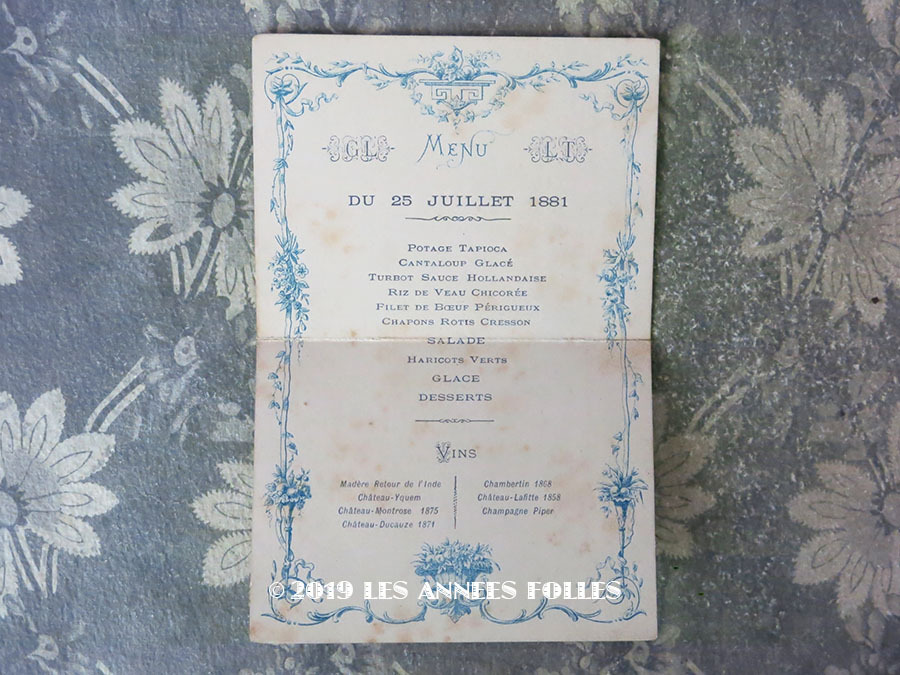 GL MENU LT
DU 25 JUILLET 1881
POTAGE TAPIOCA
CANTALOUP GLACÉ
TURBOT SAUCE HOLLANDAISE
RIZ DE VEAU CHICORÉE
FILET DE BŒUF PÉRIGUEUX
CHAPONS ROTIS CRESSON
SALADE
HARICOTS VERTS
GLACE
DESSERTS
VINS
Madère Retour de l'Inde
Château-Yquem
Château-Montrose 1875
Château-Ducauze 1871
Chambertin 1868
Château-Lafitte 1858
Champagne Piper
© 2019 LES ANNEES FOLLES